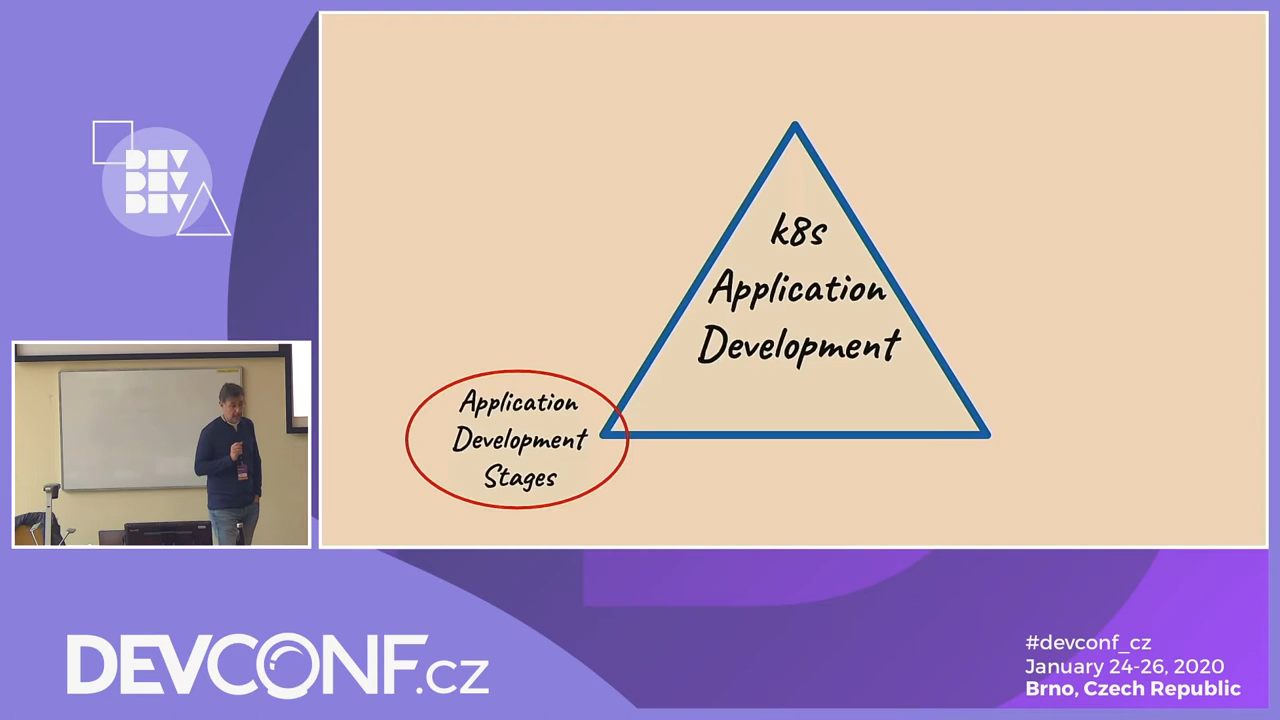 DEV
DEV
DEV
k8s
Application
Development
Application
Development
Stages
DEVCONF.cz
#devconf_cz
January 24-26, 2020
Brno, Czech Republic